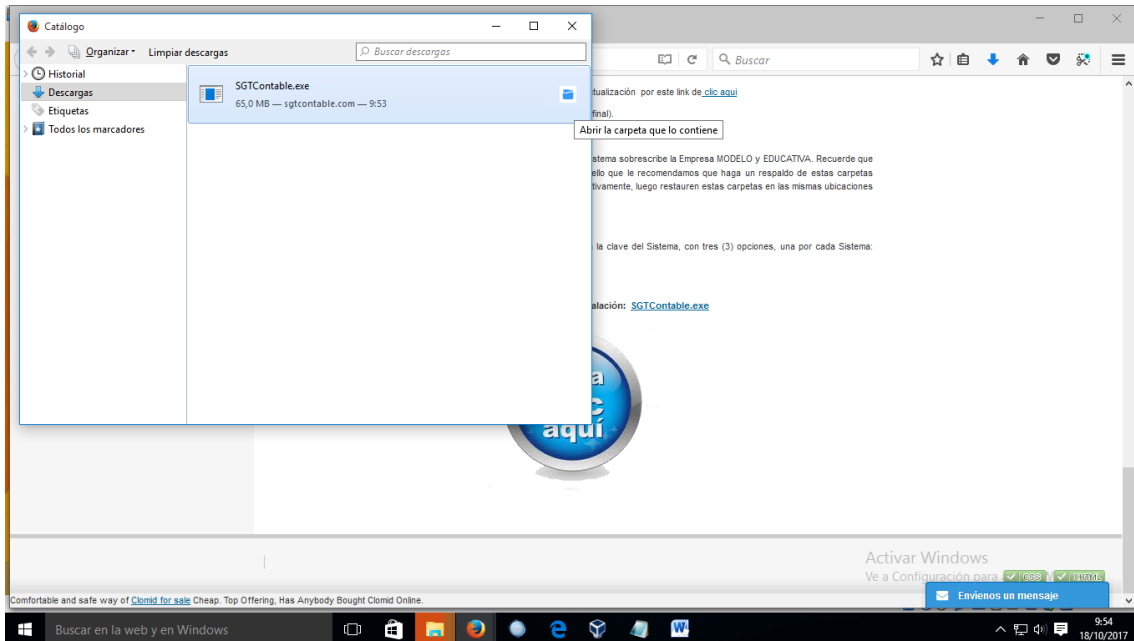 Catálogo
Organizar
Limpiar descargas
Buscar descargas
Historial
Descargas
Etiquetas
Todos los marcadores
SGTContable.exe
65,0 MB — sgtcontable.com — 9:53
Abrir la carpeta que lo contiene
Buscar
tualización por este link de clic aqui
final).
stema sobrescribe la Empresa MODELO y EDUCATIVA. Recuerde que
ello que le recomendamos que haga un respaldo de estas carpetas
tivamente, luego restauren estas carpetas en las mismas ubicaciones
la clave del Sistema, con tres (3) opciones, una por cada Sistema:
alación: SGTContable.exe
a
c
aquí
Activar Windows
Ve a Configuración para
CSS
XHTML
Envienos un mensaje
Comfortable and safe way of Clomid for sale Cheap. Top Offering, Has Anybody Bought Clomid Online.
Buscar en la web y en Windows
9:54
18/10/2017